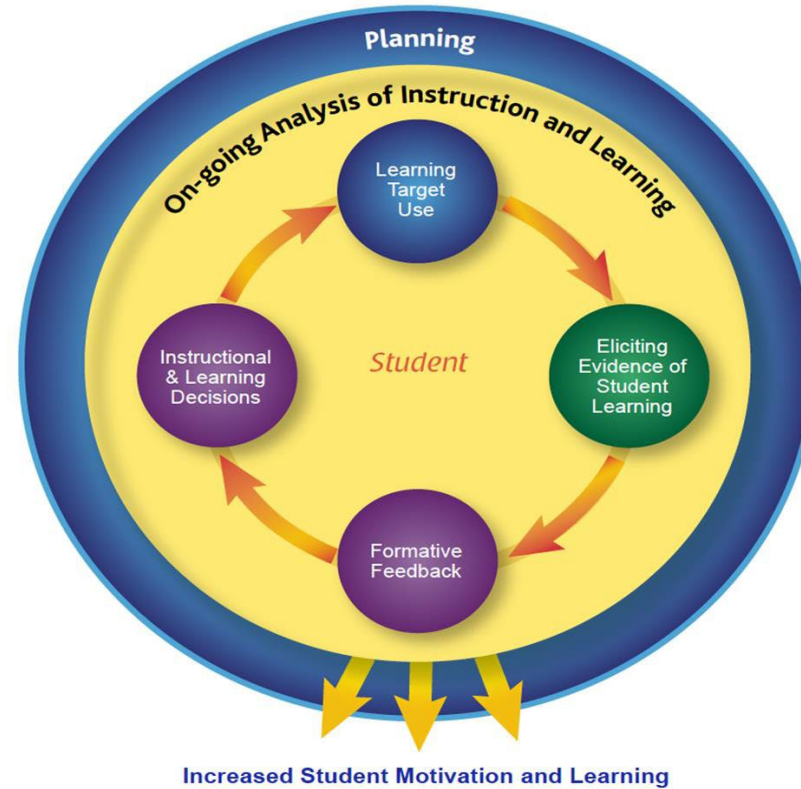 Planning
On-going Analysis of Instruction and Learning
Learning
Target
Use
Eliciting
Evidence of
Student
Learning
Student
Instructional
& Learning
Decisions
Formative
Feedback
Increased Student Motivation and Learning